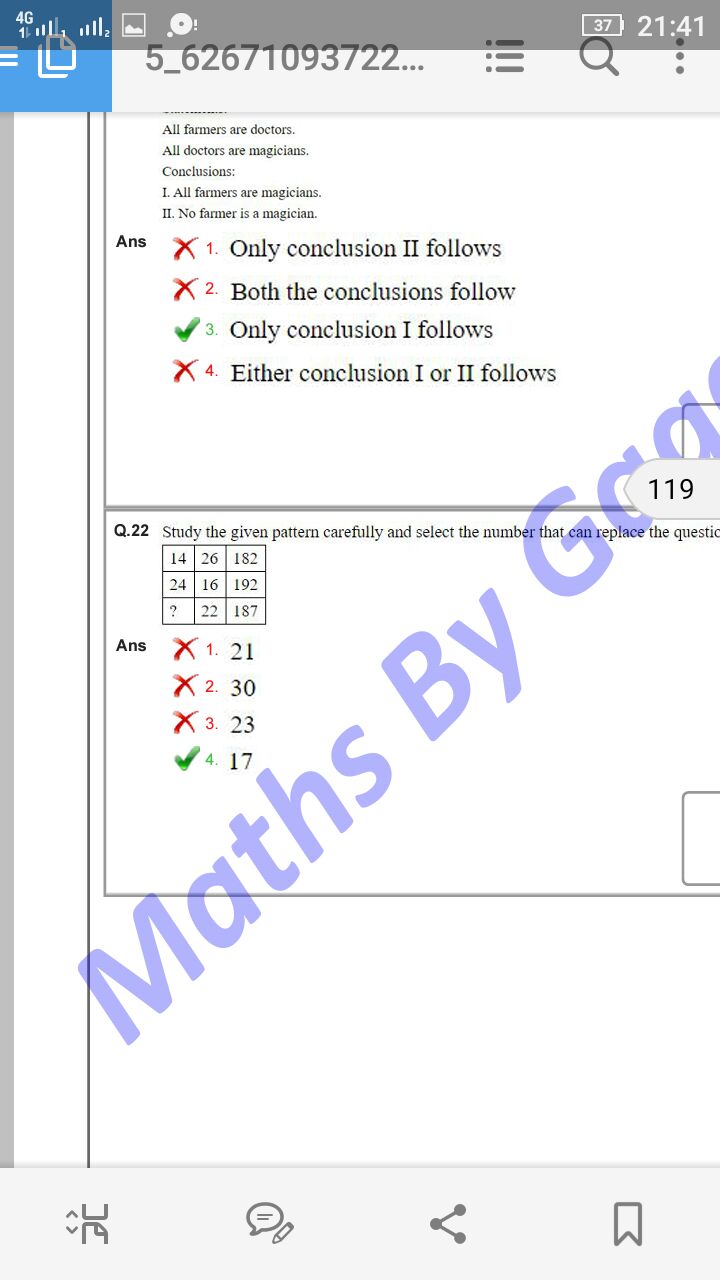 4G
37 21:41
5_62671093722...
All farmers are doctors.
All doctors are magicians.
Conclusions:
I. All farmers are magicians.
II. No farmer is a magician.
Ans
1. Only conclusion II follows
2. Both the conclusions follow
3. Only conclusion I follows
4. Either conclusion I or II follows
119
Q.22 Study the given pattern carefully and select the number that can replace the questio
14 26 182
24 16 192
? 22 187
Ans
1. 21
2. 30
3. 23
4. 17
Maths By Gaga